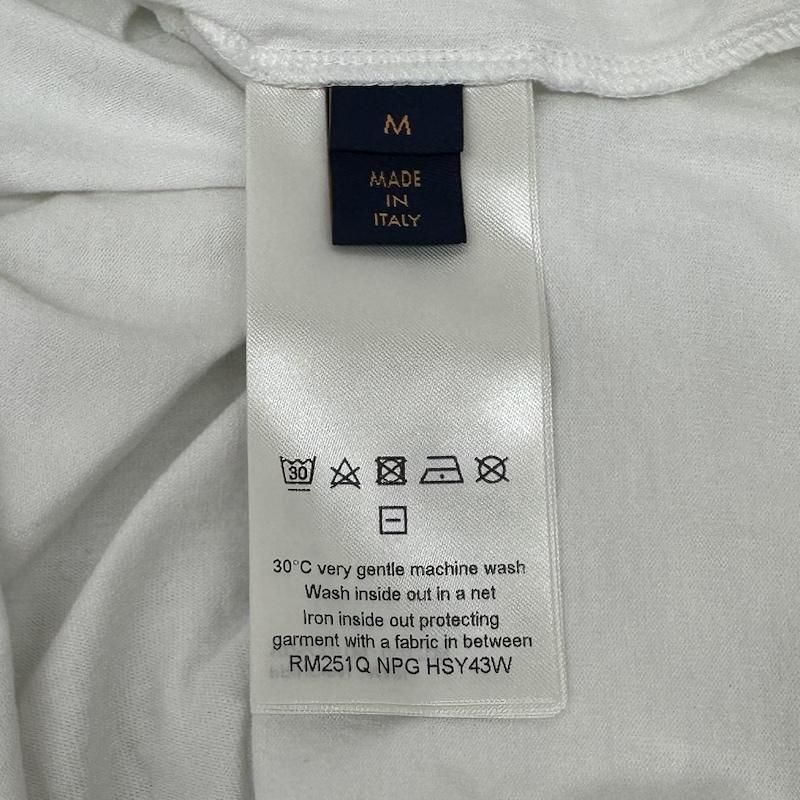 M
MADE
IN
ITALY
30
30°C very gentle machine wash
Wash inside out in a net
Iron inside out protecting
garment with a fabric in between
RM251Q NPG HSY43W